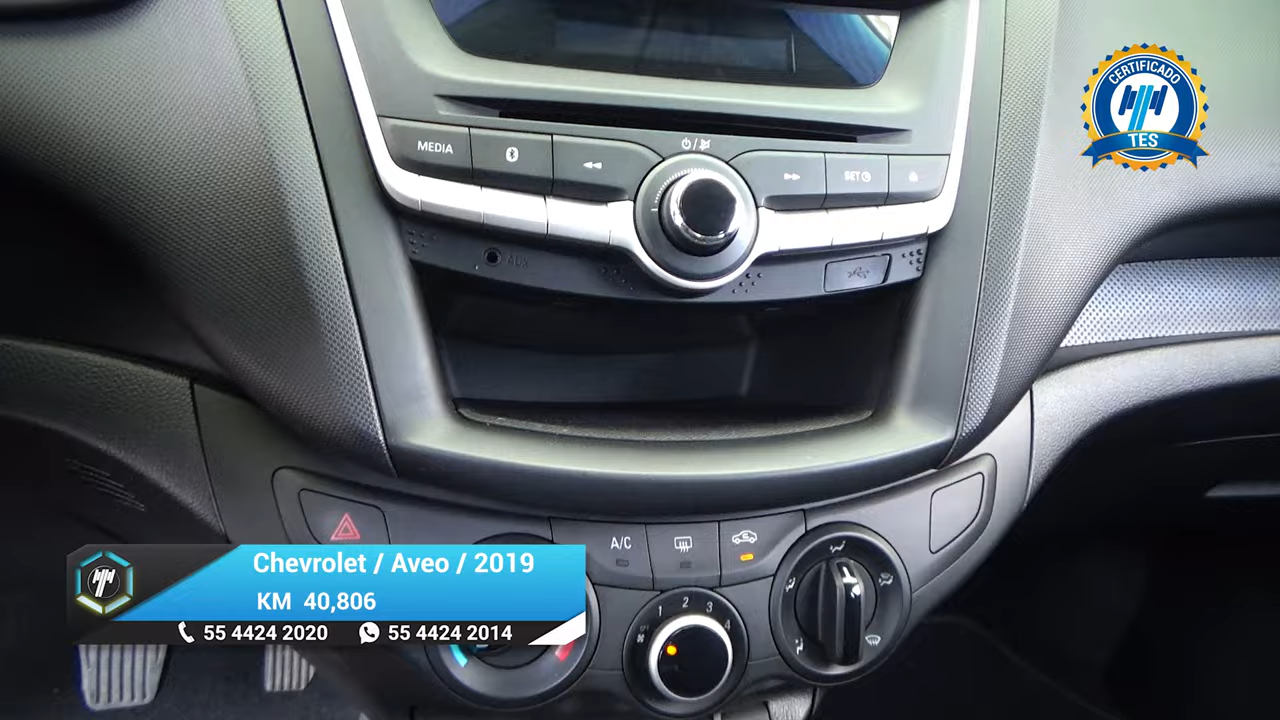 CERTIFICADO
TES
MEDIA
SET
AUX
A/C
1 2 3 4
Chevrolet / Aveo / 2019
KM 40,806
55 4424 2020 55 4424 2014